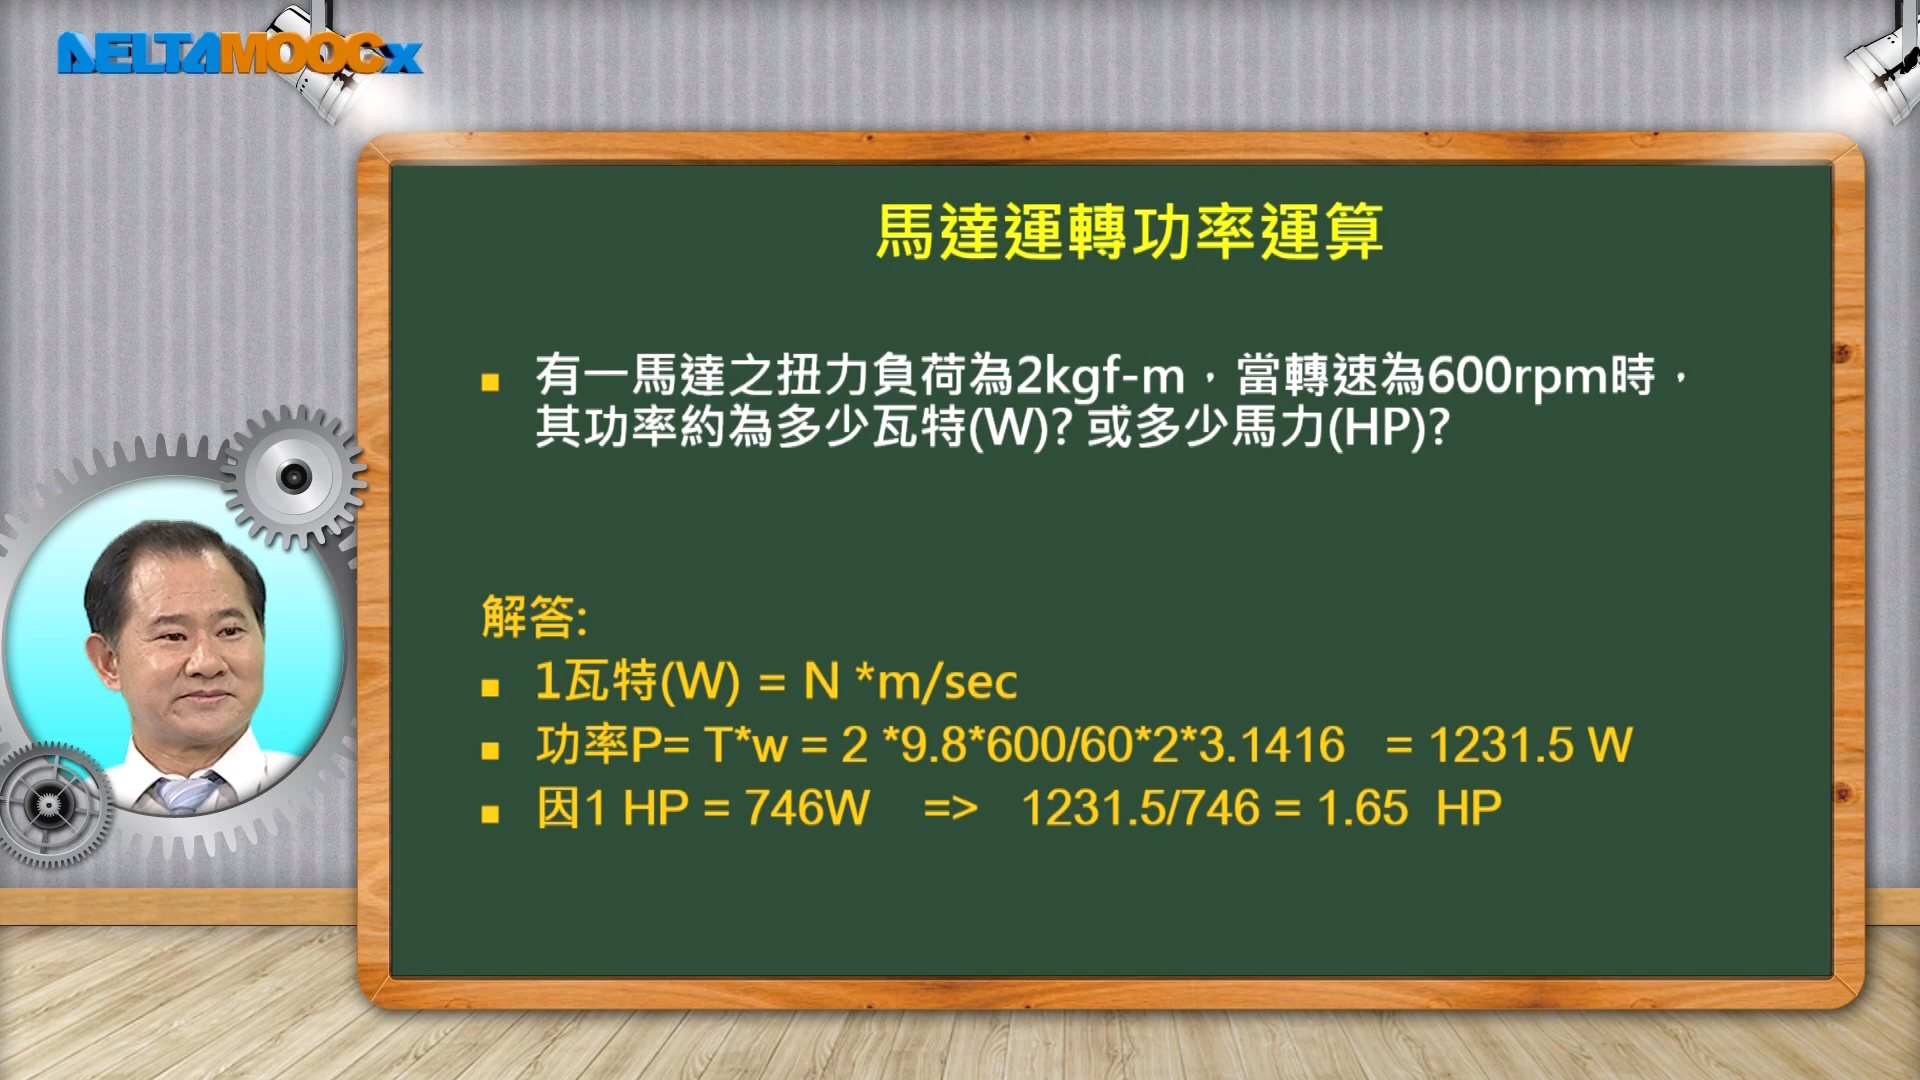 DELTAMOOCx
馬達運轉功率運算
有一馬達之扭力負荷為2kgf-m，當轉速為600rpm時，
其功率約為多少瓦特(W)? 或多少馬力(HP)?
解答:
1瓦特(W) = N *m/sec
功率P= T*w = 2 *9.8*600/60*2*3.1416 = 1231.5 W
因1 HP = 746W => 1231.5/746 = 1.65 HP